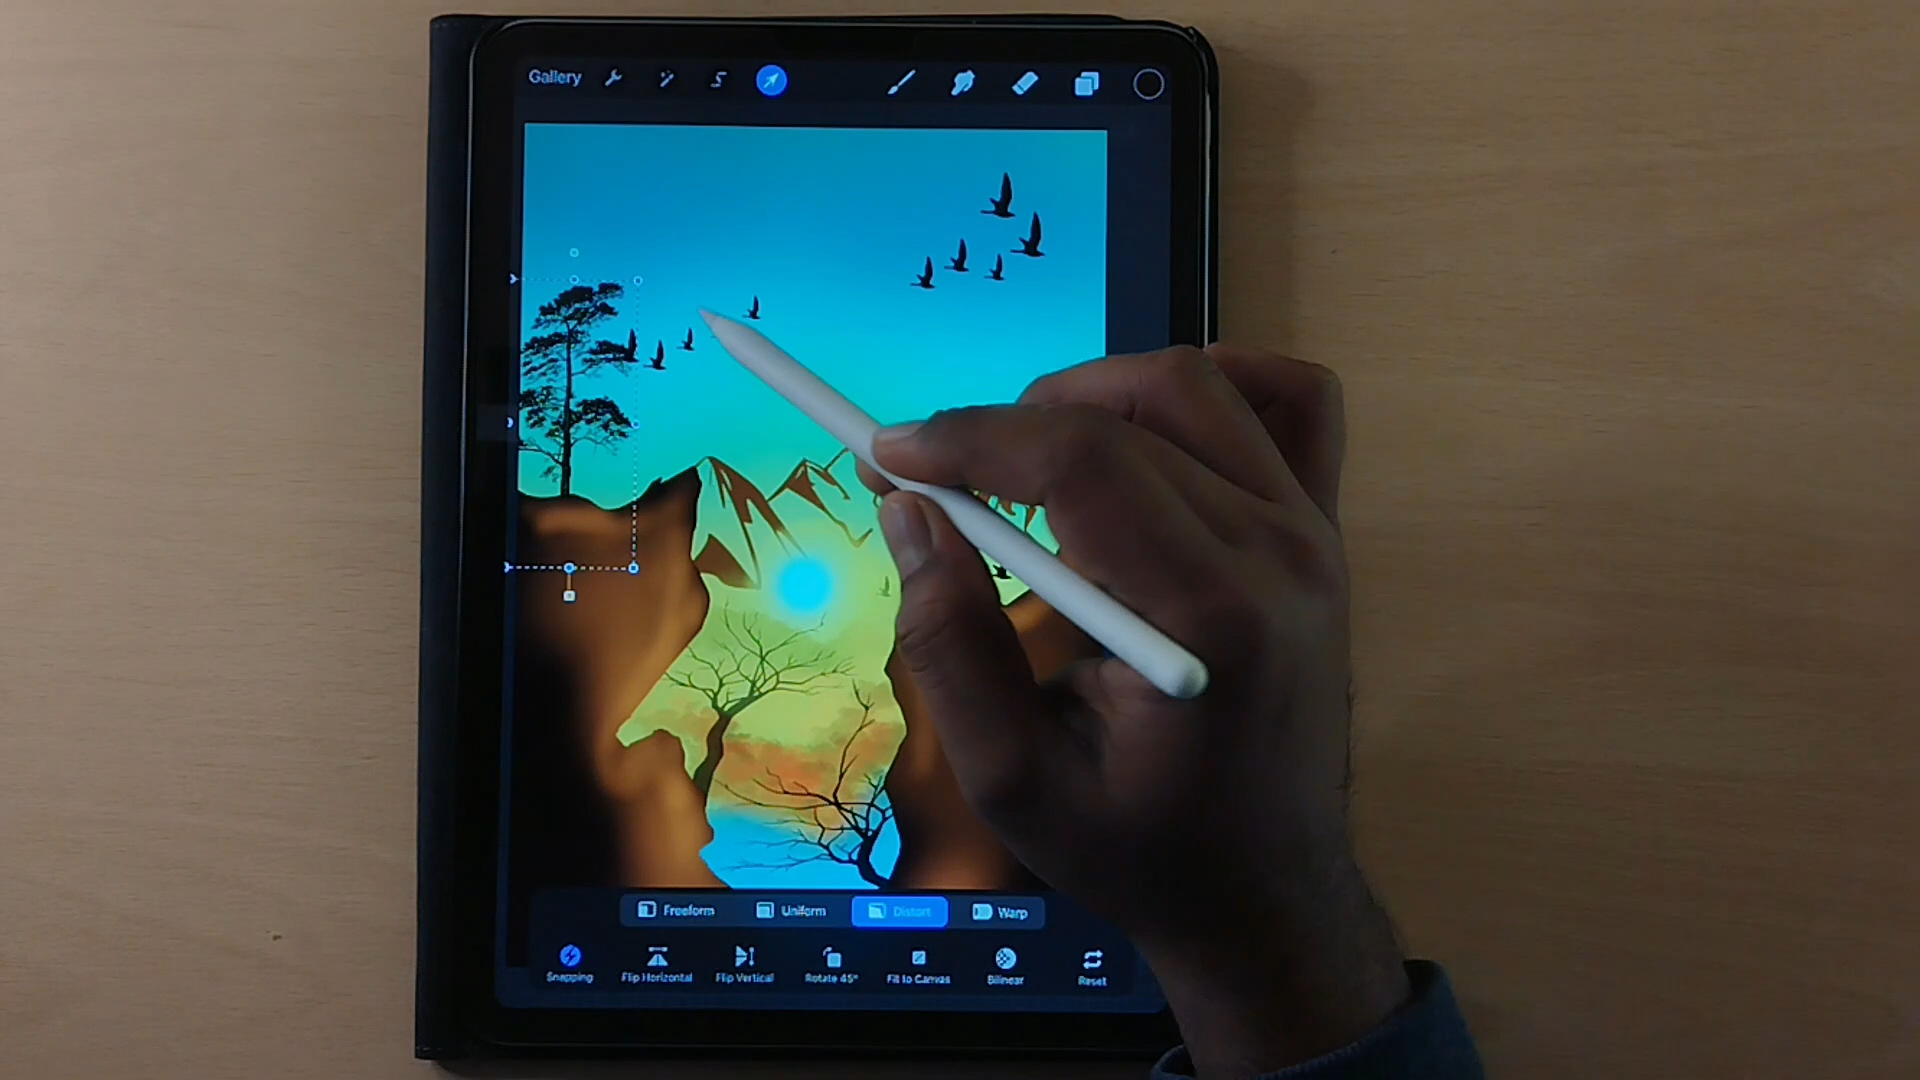 Gallery
Freeform Uniform Distort Warp
Snapping Flip Horizontal Flip Vertical Rotate 45° Fit to Canvas Bilinear Reset